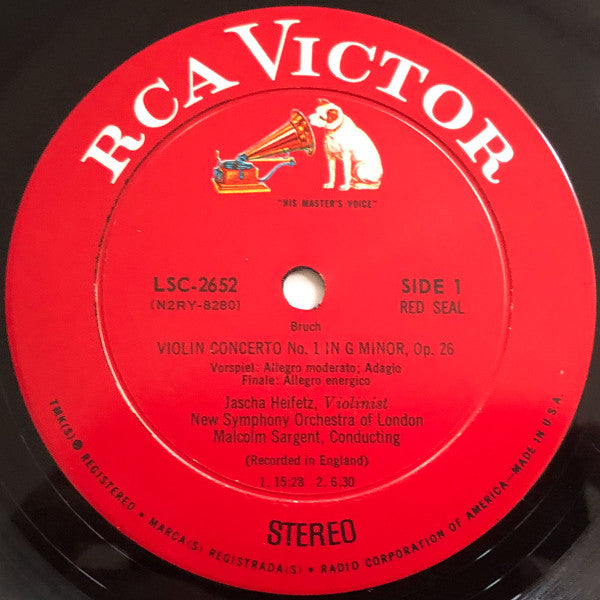 RCA VICTOR
"HIS MASTER'S VOICE"
LSC-2652
(N2RY-8280)
SIDE 1
RED SEAL
Bruch
VIOLIN CONCERTO No. 1 IN G MINOR, Op. 26
Vorspiel: Allegro moderato; Adagio
Finale: Allegro energico
Jascha Heifetz, Violinist
New Symphony Orchestra of London
Malcolm Sargent, Conducting
(Recorded in England)
1. 15:28 2. 6:30
STEREO
TMK(S) ® REGISTERED • MARCA(S) REGISTRADA(S) • RADIO CORPORATION OF AMERICA—MADE IN U.S.A.